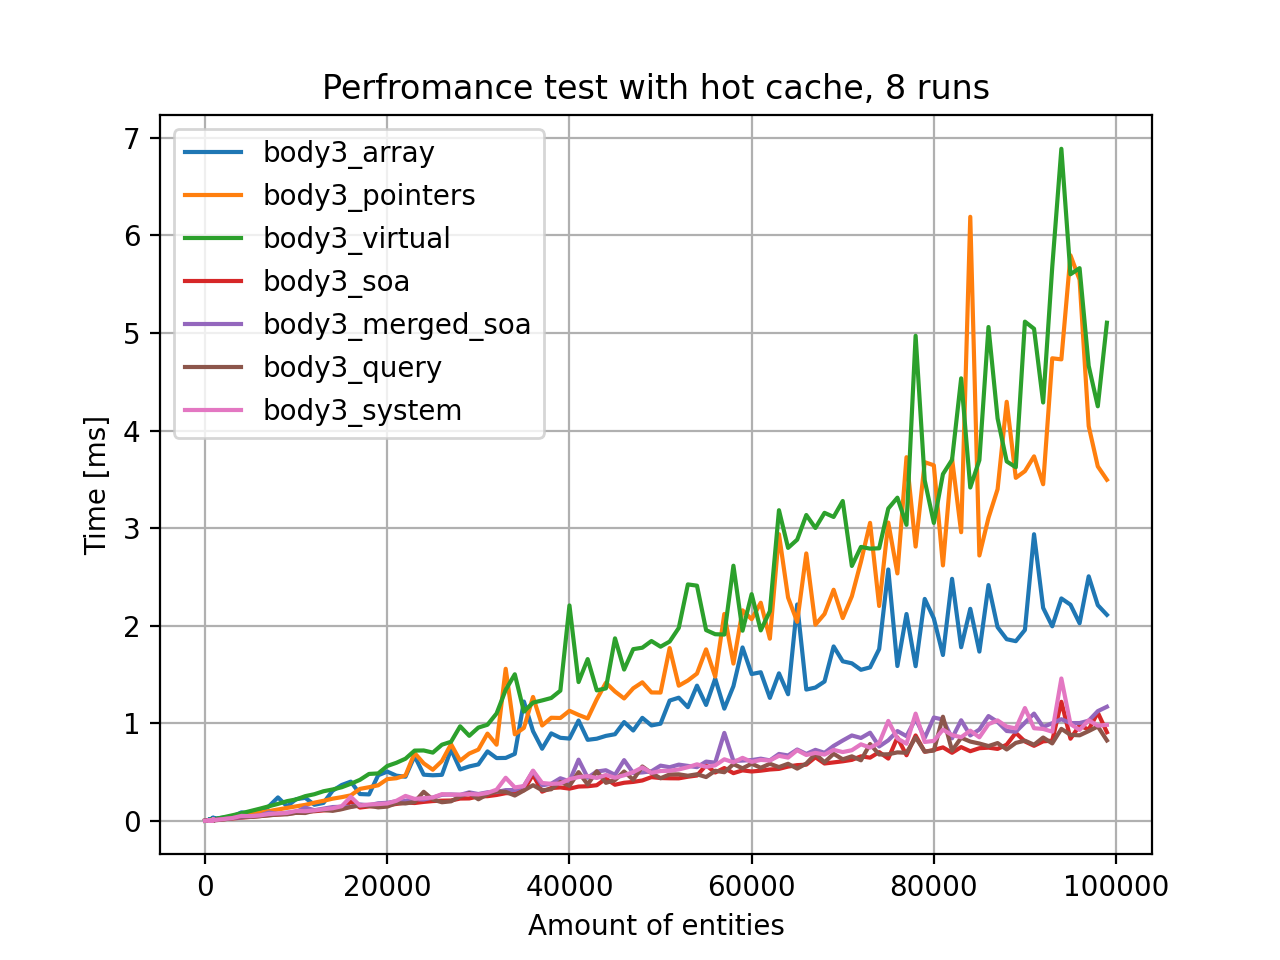 Perfromance test with hot cache, 8 runs
7
6
5
4
3
2
1
0
Time [ms]
body3_array
body3_pointers
body3_virtual
body3_soa
body3_merged_soa
body3_query
body3_system
0
20000
40000
60000
80000
100000
Amount of entities